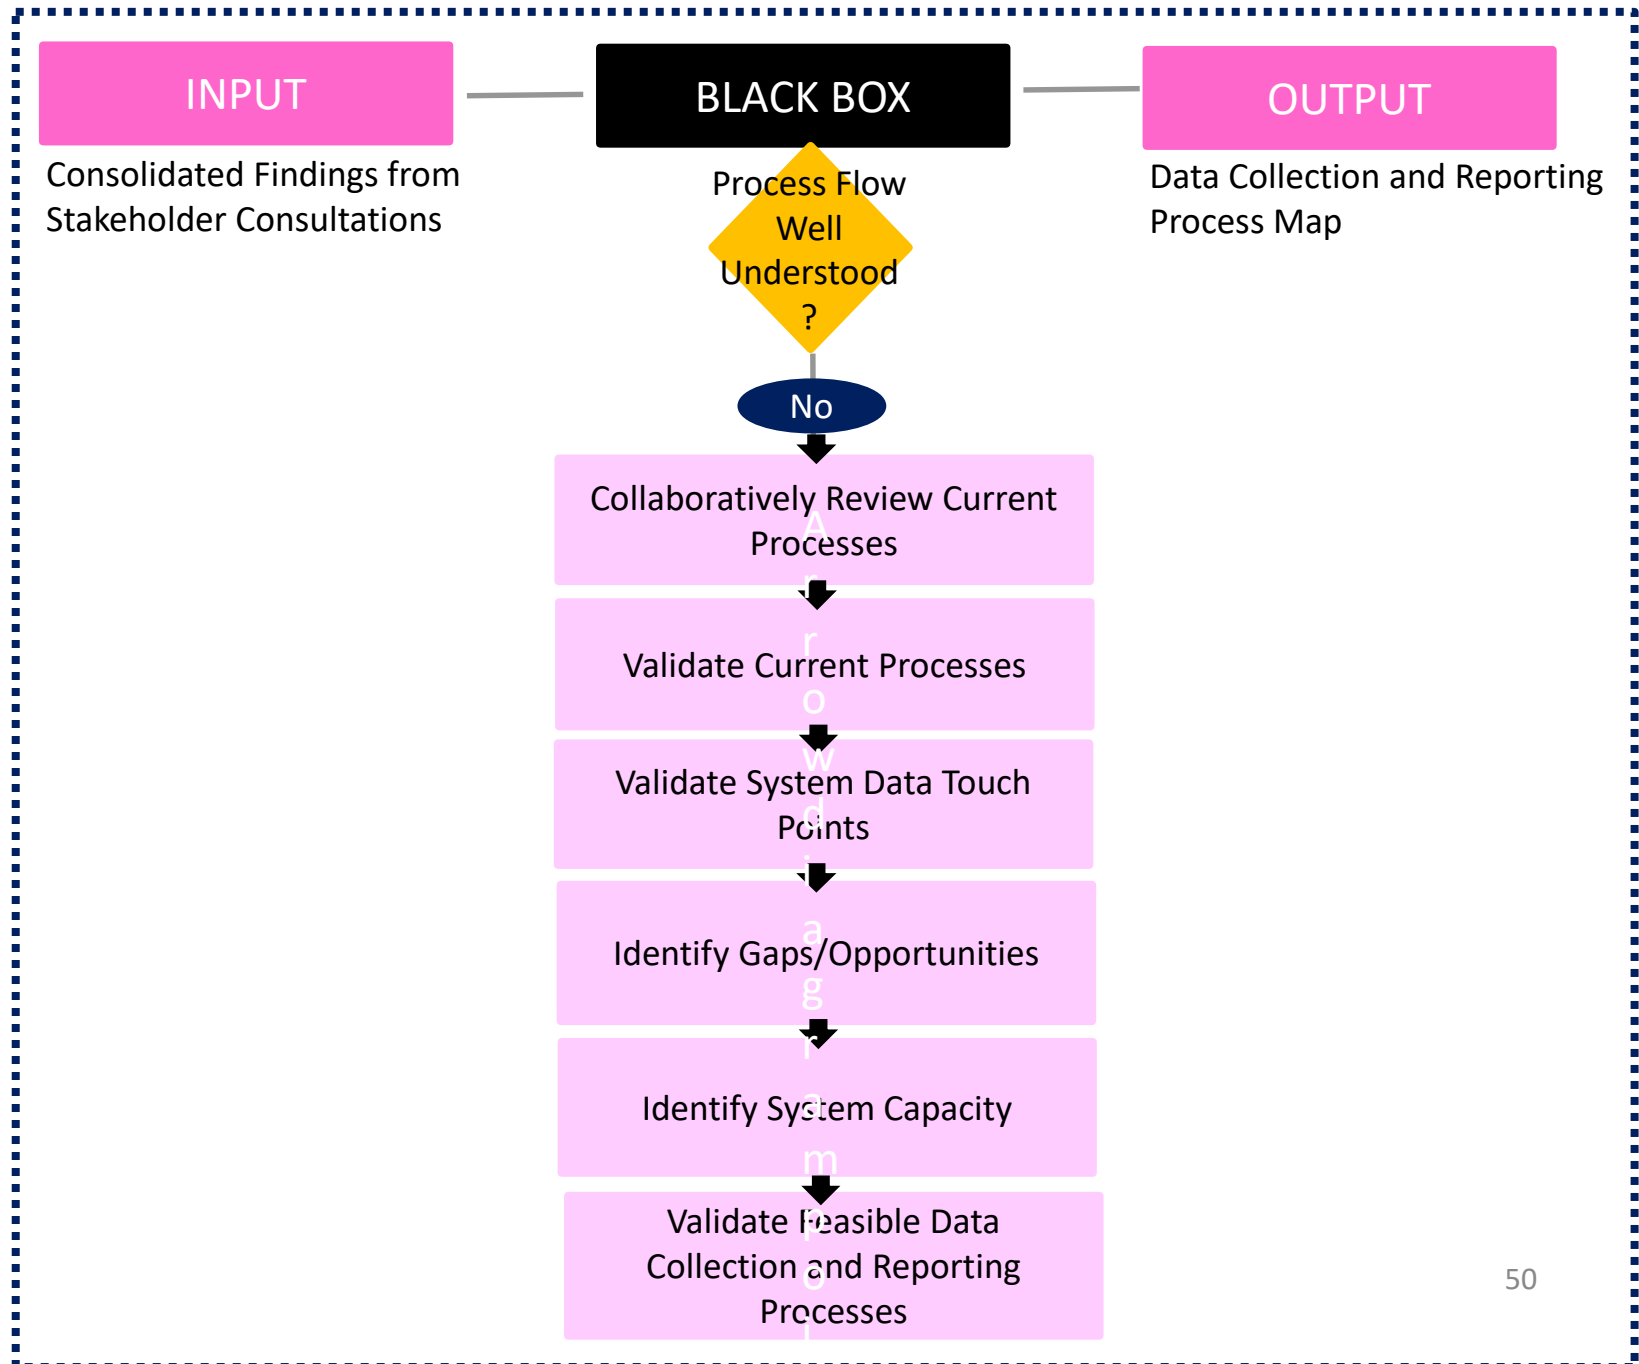 INPUT
BLACK BOX
OUTPUT
Consolidated Findings from
Stakeholder Consultations
Process Flow
Well
Understood
?
Data Collection and Reporting
Process Map
No
Collaboratively Review Current
Processes
Validate Current Processes
Validate System Data Touch
Points
Identify Gaps/Opportunities
Identify System Capacity
Validate Feasible Data
Collection and Reporting
Processes
A
r
r
o
w
d
i
a
g
r
a
m
p
o
50